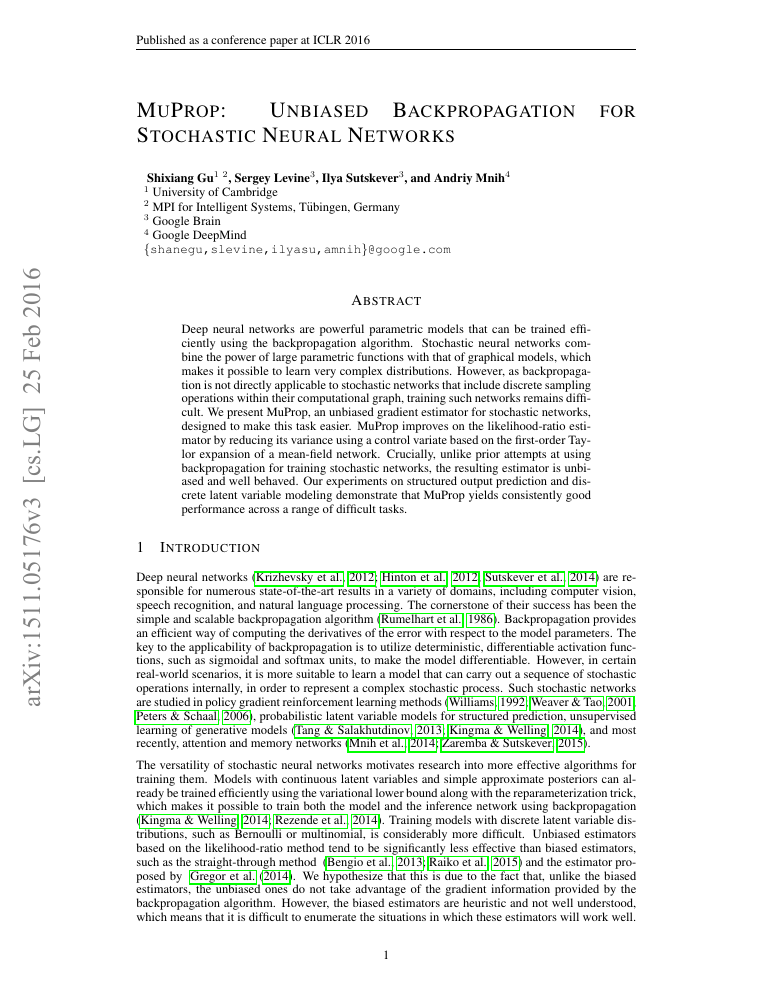 Published as a conference paper at ICLR 2016
MUPROP: UNBIASED BACKPROPAGATION FOR
STOCHASTIC NEURAL NETWORKS
Shixiang Gu1 2, Sergey Levine3, Ilya Sutskever3, and Andriy Mnih4
1 University of Cambridge
2 MPI for Intelligent Systems, Tübingen, Germany
3 Google Brain
4 Google DeepMind
{shanegu,slevine,ilyasu,amnih}@google.com
ABSTRACT
Deep neural networks are powerful parametric models that can be trained effi-
ciently using the backpropagation algorithm. Stochastic neural networks com-
bine the power of large parametric functions with that of graphical models, which
makes it possible to learn very complex distributions. However, as backpropaga-
tion is not directly applicable to stochastic networks that include discrete sampling
operations within their computational graph, training such networks remains diffi-
cult. We present MuProp, an unbiased gradient estimator for stochastic networks,
designed to make this task easier. MuProp improves on the likelihood-ratio esti-
mator by reducing its variance using a control variate based on the first-order Tay-
lor expansion of a mean-field network. Crucially, unlike prior attempts at using
backpropagation for training stochastic networks, the resulting estimator is unbi-
ased and well behaved. Our experiments on structured output prediction and dis-
crete latent variable modeling demonstrate that MuProp yields consistently good
performance across a range of difficult tasks.
1 INTRODUCTION
Deep neural networks (Krizhevsky et al., 2012; Hinton et al., 2012; Sutskever et al., 2014) are re-
sponsible for numerous state-of-the-art results in a variety of domains, including computer vision,
speech recognition, and natural language processing. The cornerstone of their success has been the
simple and scalable backpropagation algorithm (Rumelhart et al., 1986). Backpropagation provides
an efficient way of computing the derivatives of the error with respect to the model parameters. The
key to the applicability of backpropagation is to utilize deterministic, differentiable activation func-
tions, such as sigmoidal and softmax units, to make the model differentiable. However, in certain
real-world scenarios, it is more suitable to learn a model that can carry out a sequence of stochastic
operations internally, in order to represent a complex stochastic process. Such stochastic networks
are studied in policy gradient reinforcement learning methods (Williams, 1992; Weaver & Tao, 2001;
Peters & Schaal, 2006), probabilistic latent variable models for structured prediction, unsupervised
learning of generative models (Tang & Salakhutdinov, 2013; Kingma & Welling, 2014), and most
recently, attention and memory networks (Mnih et al., 2014; Zaremba & Sutskever, 2015).
The versatility of stochastic neural networks motivates research into more effective algorithms for
training them. Models with continuous latent variables and simple approximate posteriors can al-
ready be trained efficiently using the variational lower bound along with the reparameterization trick,
which makes it possible to train both the model and the inference network using backpropagation
(Kingma & Welling, 2014; Rezende et al., 2014). Training models with discrete latent variable dis-
tributions, such as Bernoulli or multinomial, is considerably more difficult. Unbiased estimators
based on the likelihood-ratio method tend to be significantly less effective than biased estimators,
such as the straight-through method (Bengio et al., 2013; Raiko et al., 2015) and the estimator pro-
posed by Gregor et al. (2014). We hypothesize that this is due to the fact that, unlike the biased
estimators, the unbiased ones do not take advantage of the gradient information provided by the
backpropagation algorithm. However, the biased estimators are heuristic and not well understood,
which means that it is difficult to enumerate the situations in which these estimators will work well.
1
arXiv:1511.05176v3 [cs.LG] 25 Feb 2016